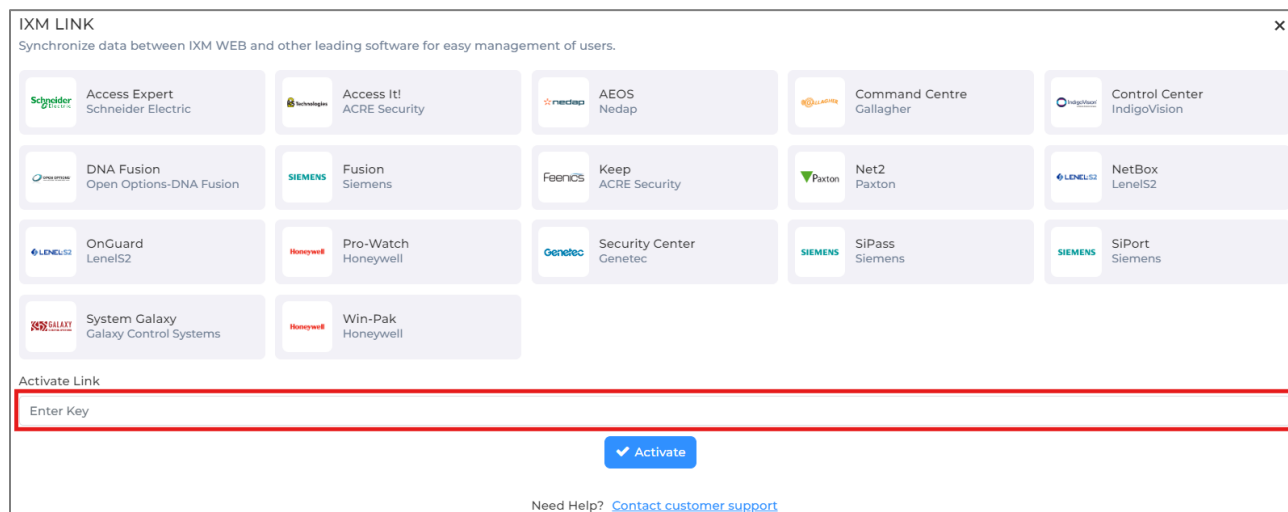 IXM LINK
Synchronize data between IXM WEB and other leading software for easy management of users.
Schneider Electric
Access Expert
Schneider Electric
Technologies
Access It!
ACRE Security
nedap
AEOS
Nedap
GALLAGHER
Command Centre
Gallagher
IndigoVision
Control Center
IndigoVision
OPEN OPTIONS
DNA Fusion
Open Options-DNA Fusion
SIEMENS
Fusion
Siemens
Feenics
Keep
ACRE Security
Paxton
Net2
Paxton
LENELS2
NetBox
LenelS2
LENELS2
OnGuard
LenelS2
Honeywell
Pro-Watch
Honeywell
Genetec
Security Center
Genetec
SIEMENS
SiPass
Siemens
SIEMENS
SiPort
Siemens
GALAXY
System Galaxy
Galaxy Control Systems
Honeywell
Win-Pak
Honeywell
Activate Link
Enter Key
Activate
Need Help? Contact customer support